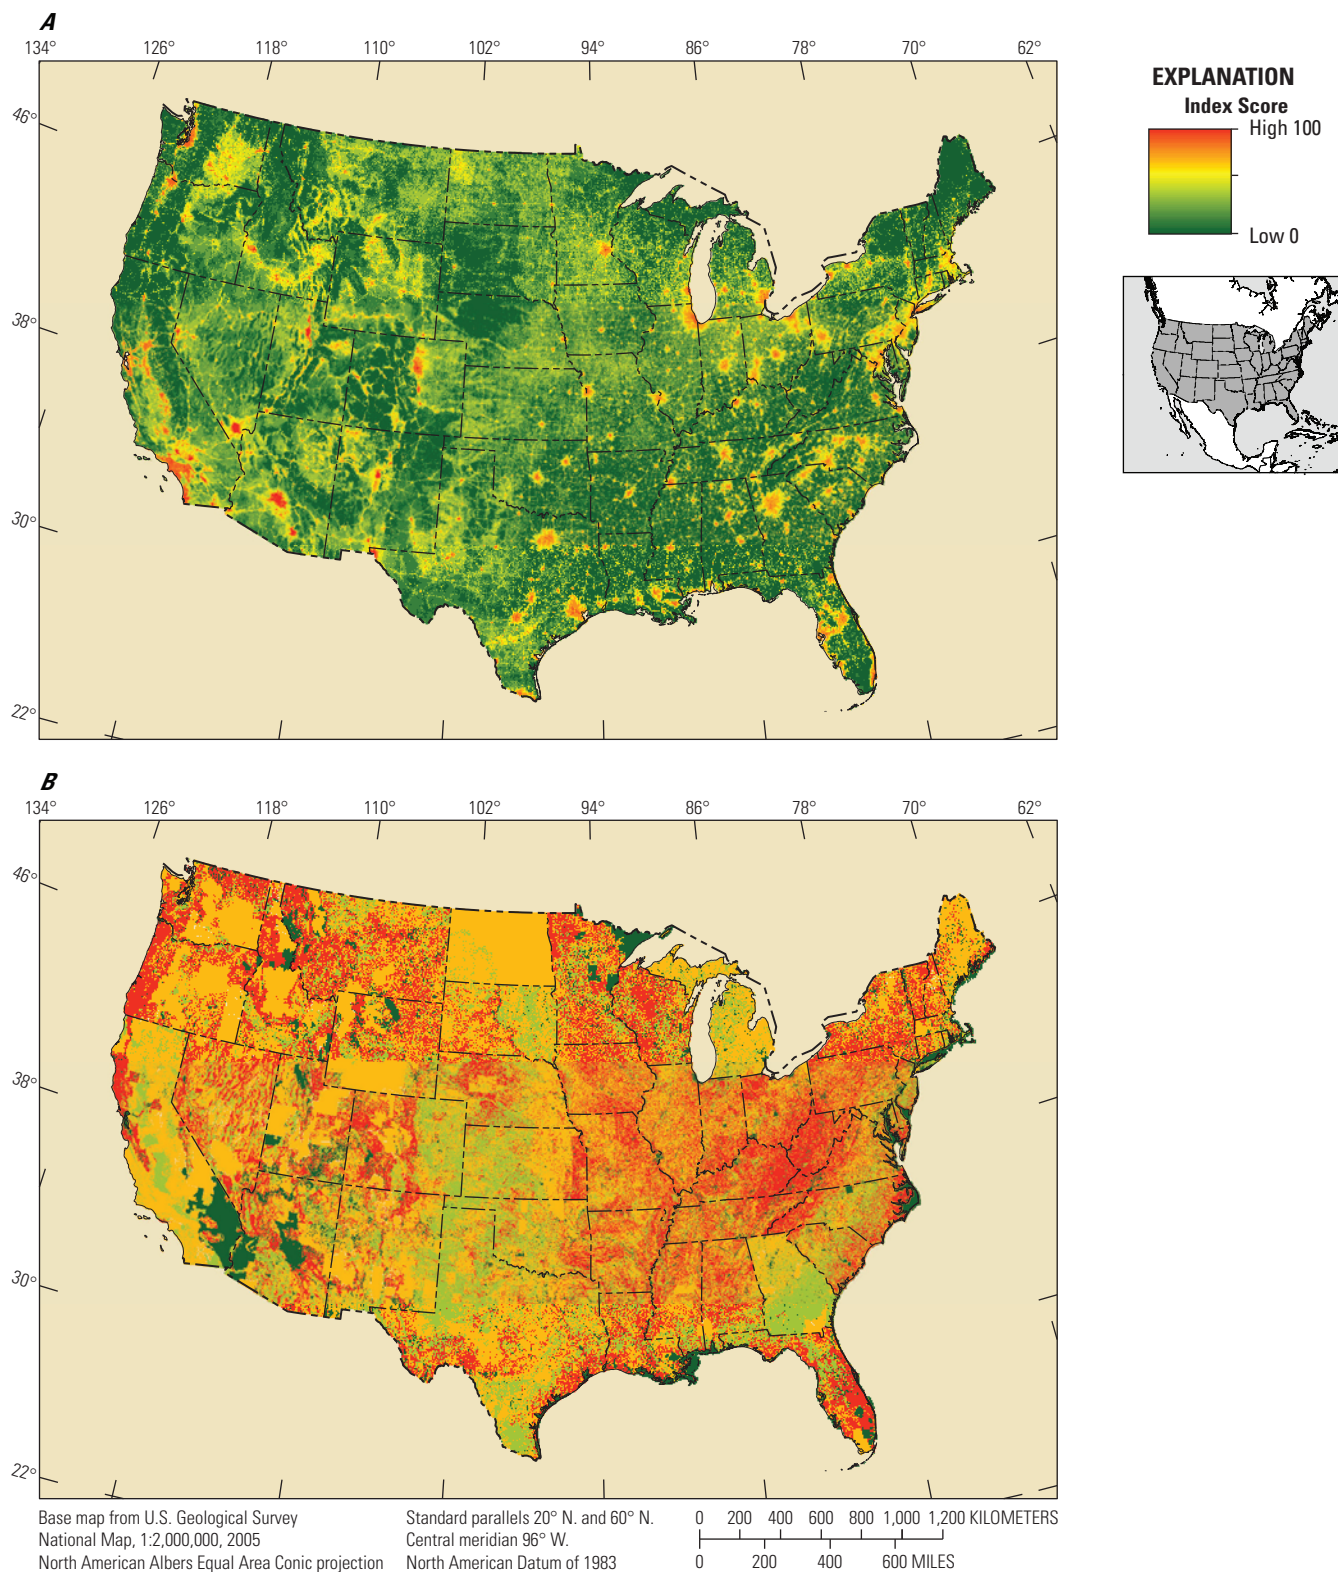 A
134° 126° 118° 110° 102° 94° 86° 78° 70° 62°
46°
38°
30°
22°
EXPLANATION
Index Score
High 100
Low 0
B
134° 126° 118° 110° 102° 94° 86° 78° 70° 62°
46°
38°
30°
22°
Base map from U.S. Geological Survey
National Map, 1:2,000,000, 2005
North American Albers Equal Area Conic projection
Standard parallels 20° N. and 60° N.
Central meridian 96° W.
North American Datum of 1983
0 200 400 600 800 1,000 1,200 KILOMETERS
0 200 400 600 MILES